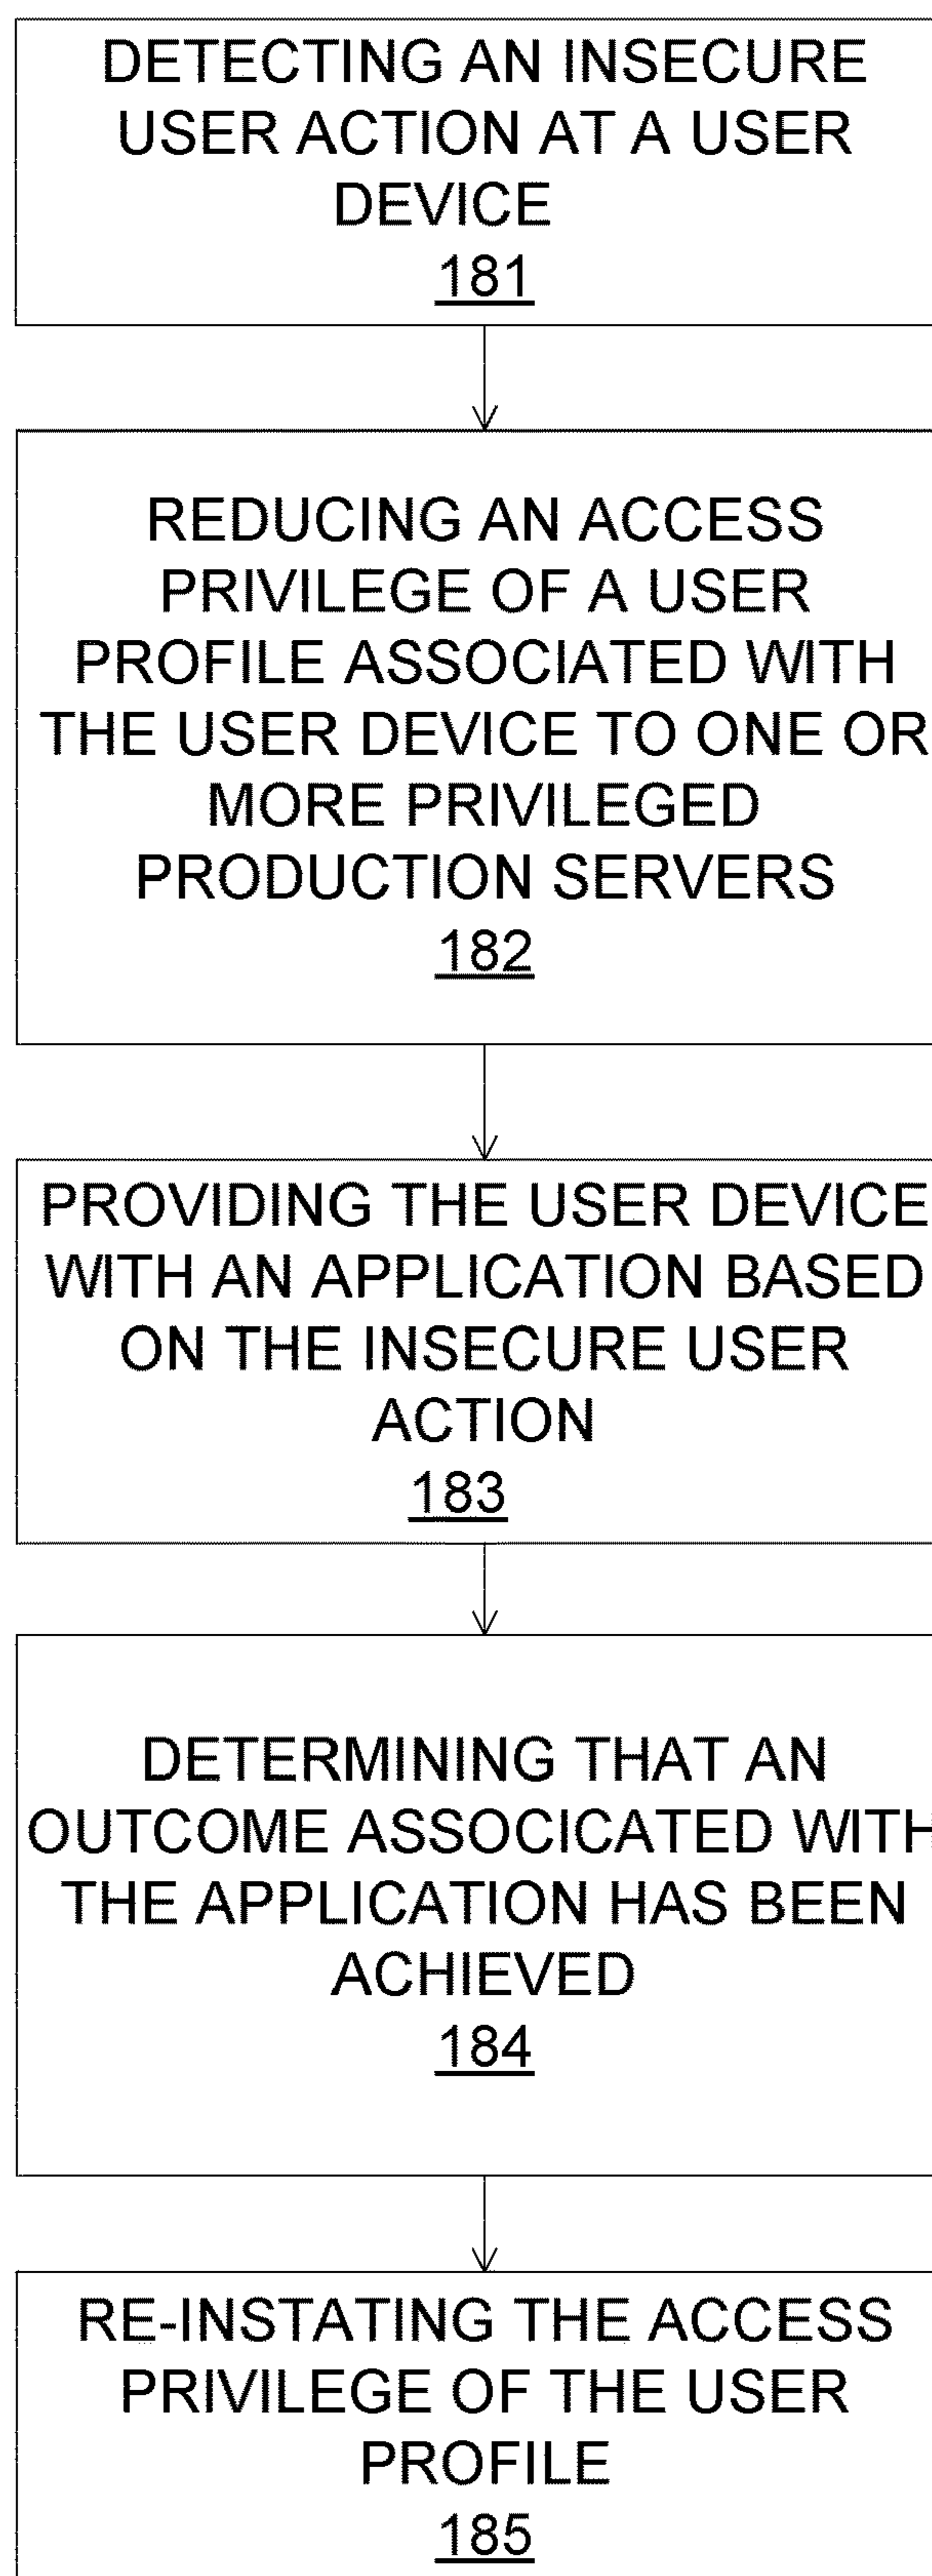 DETECTING AN INSECURE
USER ACTION AT A USER
DEVICE
181
REDUCING AN ACCESS
PRIVILEGE OF A USER
PROFILE ASSOCIATED WITH
THE USER DEVICE TO ONE OR
MORE PRIVILEGED
PRODUCTION SERVERS
182
PROVIDING THE USER DEVICE
WITH AN APPLICATION BASED
ON THE INSECURE USER
ACTION
183
DETERMINING THAT AN
OUTCOME ASSOCICATED WITH
THE APPLICATION HAS BEEN
ACHIEVED
184
RE-INSTATING THE ACCESS
PRIVILEGE OF THE USER
PROFILE
185